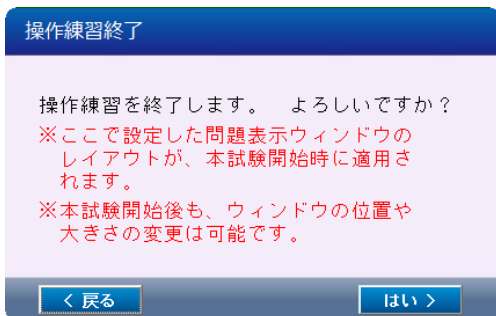 操作練習終了
操作練習を終了します。　よろしいですか？
※ここで設定した問題表示ウィンドウの
レイアウトが、本試験開始時に適用さ
れます。
※本試験開始後も、ウィンドウの位置や
大きさの変更は可能です。
< 戻る
はい >